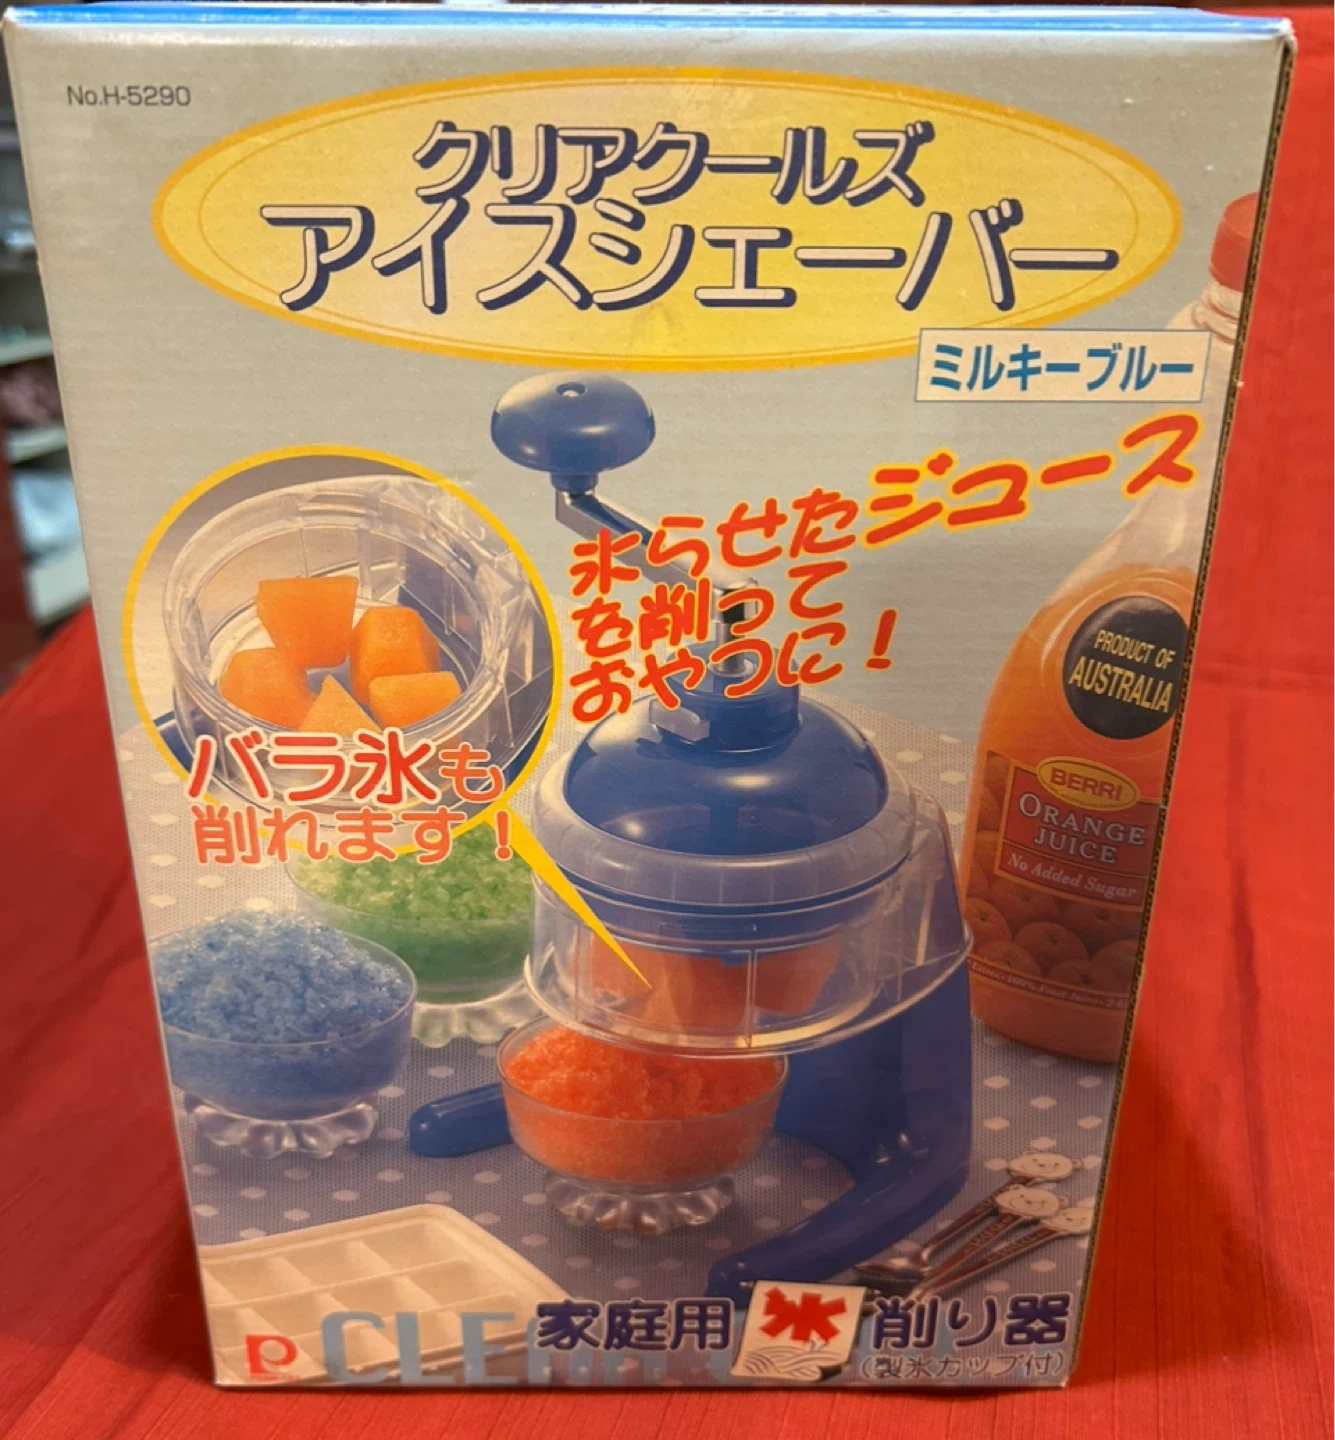 No.H-5290
クリアクールズ
アイスシェーバー
ミルキーブルー
氷らせたジュース
を削って
おやつに!
バラ氷も
削れます!
PRODUCT OF
AUSTRALIA
BERRI
ORANGE
JUICE
No Added Sugar
家庭用 氷 削り器
(製氷カップ付)